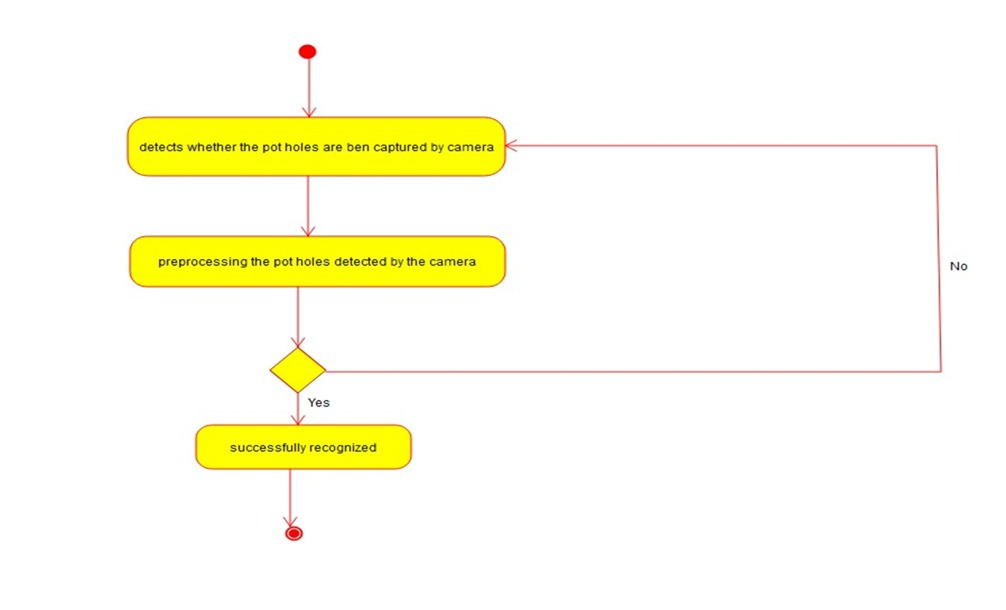 detects whether the pot holes are ben captured by camera
preprocessing the pot holes detected by the camera
No
Yes
successfully recognized